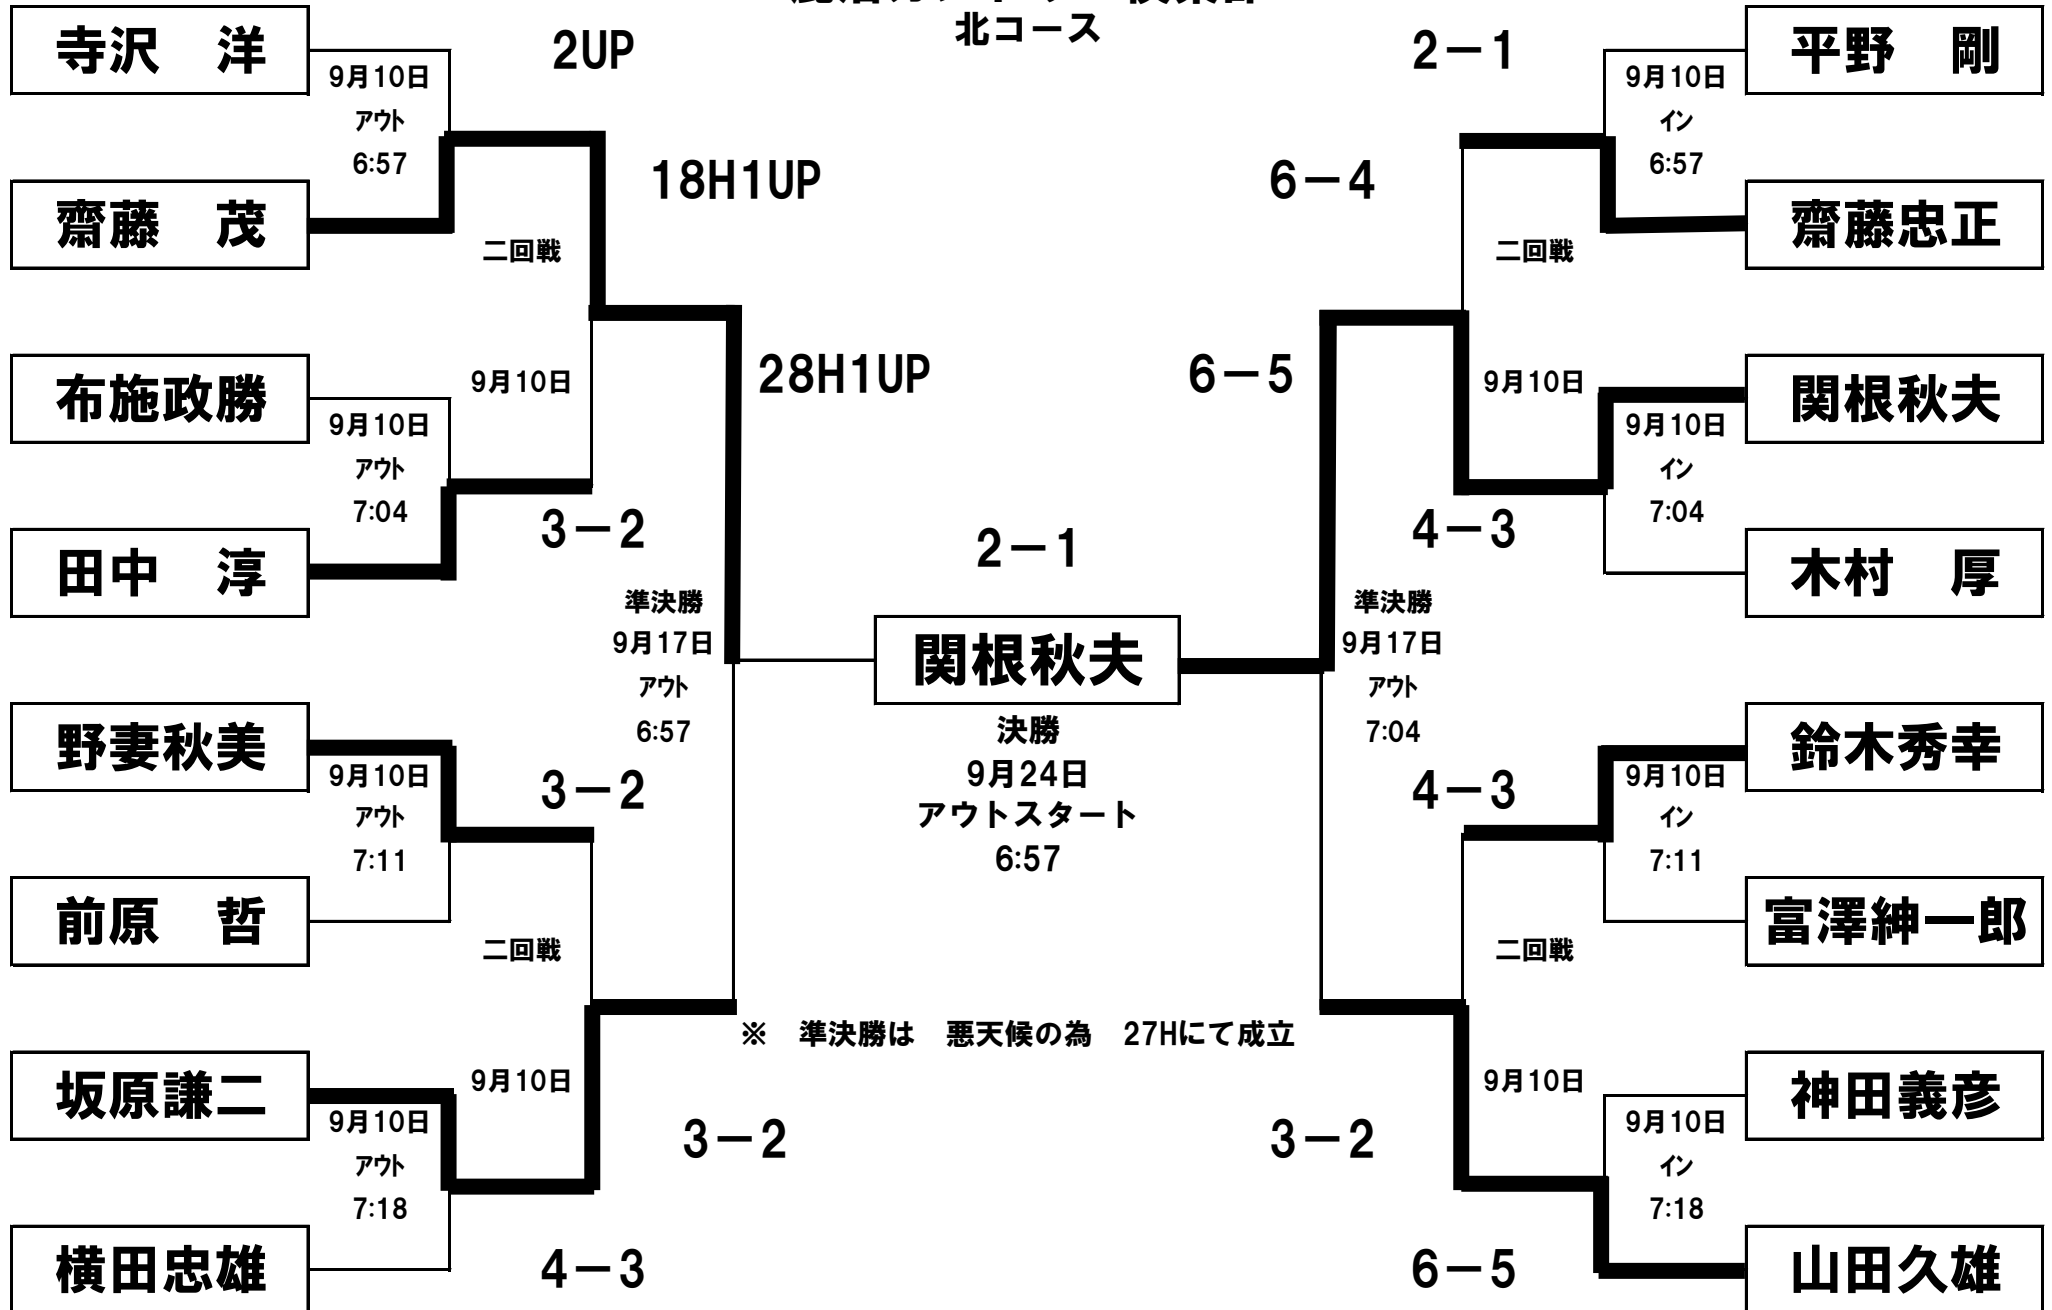 北コース
寺沢　洋
9月10日
アウト
6:57
2UP
齋藤　茂
18H1UP
二回戦
9月10日
布施政勝
9月10日
アウト
7:04
田中　淳
3－2
28H1UP
準決勝
9月17日
アウト
6:57
野妻秋美
9月10日
アウト
7:11
3－2
前原　哲
二回戦
9月10日
坂原謙二
9月10日
アウト
7:18
3－2
横田忠雄
4－3
2－1
関根秋夫
決勝
9月24日
アウトスタート
6:57
※　準決勝は　悪天候の為　27Hにて成立
2－1
平野　剛
9月10日
イン
6:57
齋藤忠正
6－4
二回戦
9月10日
6－5
関根秋夫
9月10日
イン
7:04
木村　厚
4－3
準決勝
9月17日
アウト
7:04
鈴木秀幸
9月10日
イン
7:11
4－3
富澤紳一郎
二回戦
9月10日
神田義彦
9月10日
イン
7:18
3－2
山田久雄
6－5